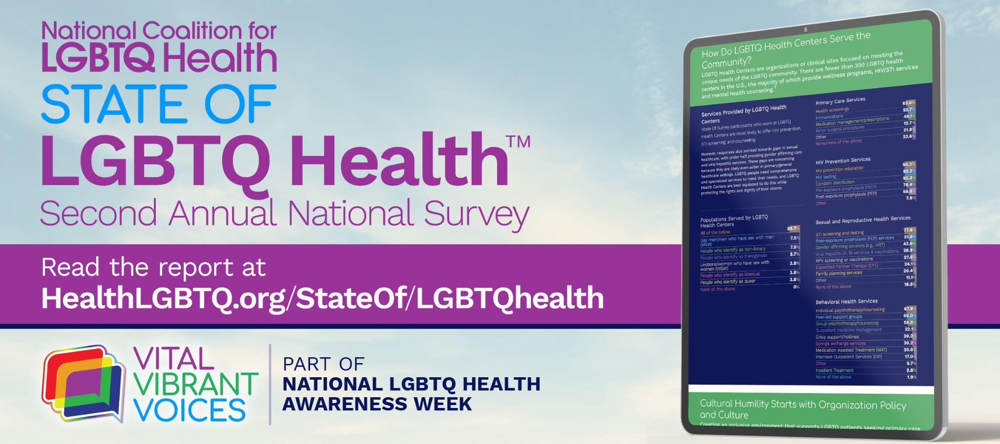 National Coalition for
LGBTQ Health
STATE OF
LGBTQ Health™
Second Annual National Survey
Read the report at
HealthLGBTQ.org/StateOf/LGBTQhealth
VITAL
VIBRANT
VOICES
PART OF
NATIONAL LGBTQ HEALTH
AWARENESS WEEK
How Do LGBTQ Health Centers Serve the
Community?
LGBTQ Health Centers are organizations or clinical sites focused on meeting the
unique needs of the LGBTQ community. There are fewer than 300 LGBTQ health
centers in the U.S., the majority of which provide wellness programs, HIV/STI services
and mental health counseling.7
Services Provided by LGBTQ Health
Centers
State Of Survey participants who work at LGBTQ
Health Centers are most likely to offer HIV prevention,
STI screening, and counseling.
However, responses also pointed towards gaps in sexual
healthcare, with under half providing gender affirming care
and viral hepatitis services. These gaps are concerning
because they are likely even wider in primary/general
healthcare settings. LGBTQ people need comprehensive
and specialized services to meet their needs, and LGBTQ
Health Centers are best equipped to do this while
protecting the rights and dignity of their clients.
Populations Served by LGBTQ
Health Centers
All of the below 88.7%
Gay men/men who have sex with men
(MSM) 7.5%
People who identify as non-binary 7.5%
People who identify as transgender 5.7%
Lesbians/women who have sex with
women (WSW) 3.8%
People who identify as bisexual 3.8%
People who identify as queer 3.8%
None of the above 0%
Primary Care Services
Health screenings 63.6%
Immunizations 52.7%
Medication management/prescriptions 49.1%
Minor surgical procedures 12.7%
Other 21.8%
None/none of the above 23.6%
HIV Prevention Services
HIV prevention education 94.2%
HIV testing 93.3%
Condom distribution 92.3%
Pre-exposure prophylaxis (PrEP) 78.4%
Post-exposure prophylaxis (PEP) 58.8%
Other 7.8%
Sexual and Reproductive Health Services
STI screening and testing 77.8%
Post-exposure prophylaxis (PEP) services 51.9%
Gender affirming services (e.g., HRT) 42.6%
Viral hepatitis (A, B) services & vaccinations 38.9%
HPV screening or vaccinations 37.0%
Expedited Partner Therapy (EPT) 24.1%
Family planning services 20.4%
Other 11.1%
None of the above 18.5%
Behavioral Health Services
Individual psychotherapy/counseling 67.9%
Peer-led support groups 66.0%
Group psychotherapy/counseling 58.5%
Outpatient medicine management 32.1%
Crisis support/hotlines 30.2%
Syringe exchange services 30.2%
Medication Assisted Treatment (MAT) 20.8%
Intensive Outpatient Services (IOP) 17.0%
Other 5.7%
Inpatient Treatment 3.8%
None of the above 1.9%
Cultural Humility Starts with Organization Policy
and Culture
Creating an inclusive environment that supports LGBTQ patients seeking primary care